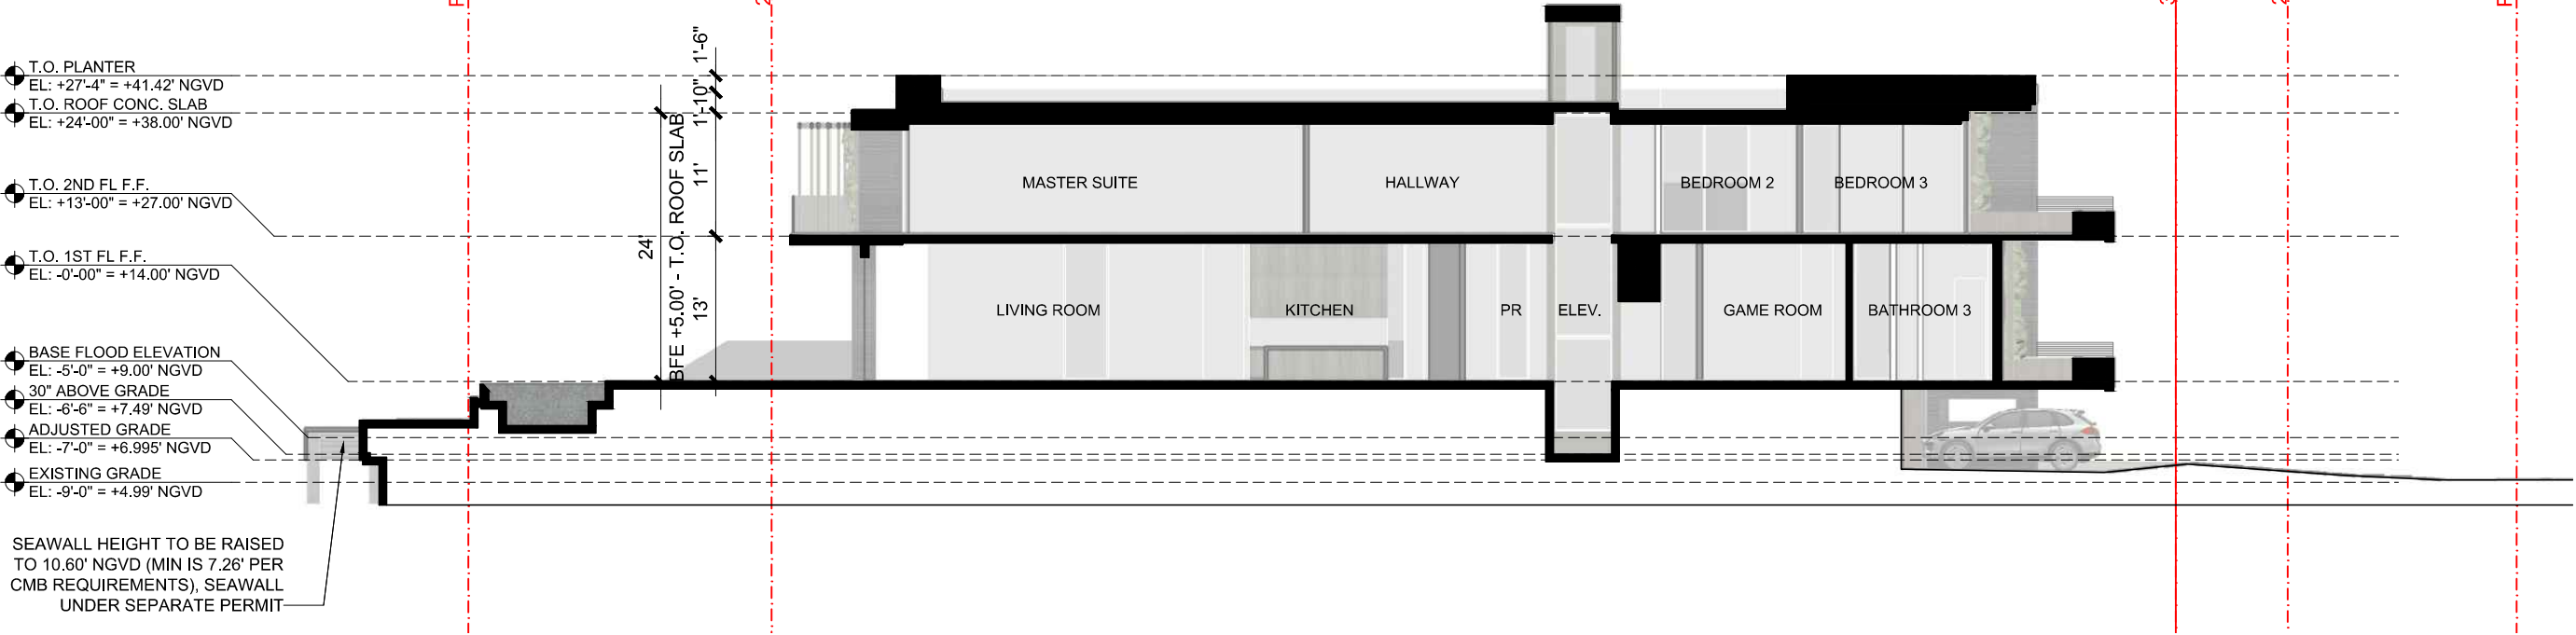 T.O. PLANTER
EL: +27'-4" = +41.42' NGVD
T.O. ROOF CONC. SLAB
EL: +24'-00" = +38.00' NGVD
T.O. 2ND FL F.F.
EL: +13'-00" = +27.00' NGVD
T.O. 1ST FL F.F.
EL: -0'-00" = +14.00' NGVD
BASE FLOOD ELEVATION
EL: -5'-0" = +9.00' NGVD
30" ABOVE GRADE
EL: -6'-6" = +7.49' NGVD
ADJUSTED GRADE
EL: -7'-0" = +6.995' NGVD
EXISTING GRADE
EL: -9'-0" = +4.99' NGVD
SEAWALL HEIGHT TO BE RAISED
TO 10.60' NGVD (MIN IS 7.26' PER
CMB REQUIREMENTS), SEAWALL
UNDER SEPARATE PERMIT
24'
BFE +5.00' - T.O. ROOF SLAB
1'-6"
1'-10"
11'
13'
MASTER SUITE
HALLWAY
BEDROOM 2
BEDROOM 3
LIVING ROOM
KITCHEN
PR
ELEV.
GAME ROOM
BATHROOM 3